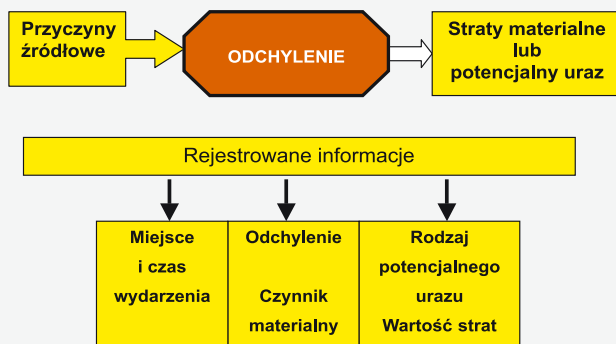 Przyczyny
źródłowe
ODCHYLENIE
Straty materialne
lub
potencjalny uraz
Rejestrowane informacje
Miejsce
i czas
wydarzenia
Odchylenie
Czynnik
materialny
Rodzaj
potencjalnego
urazu
Wartość strat